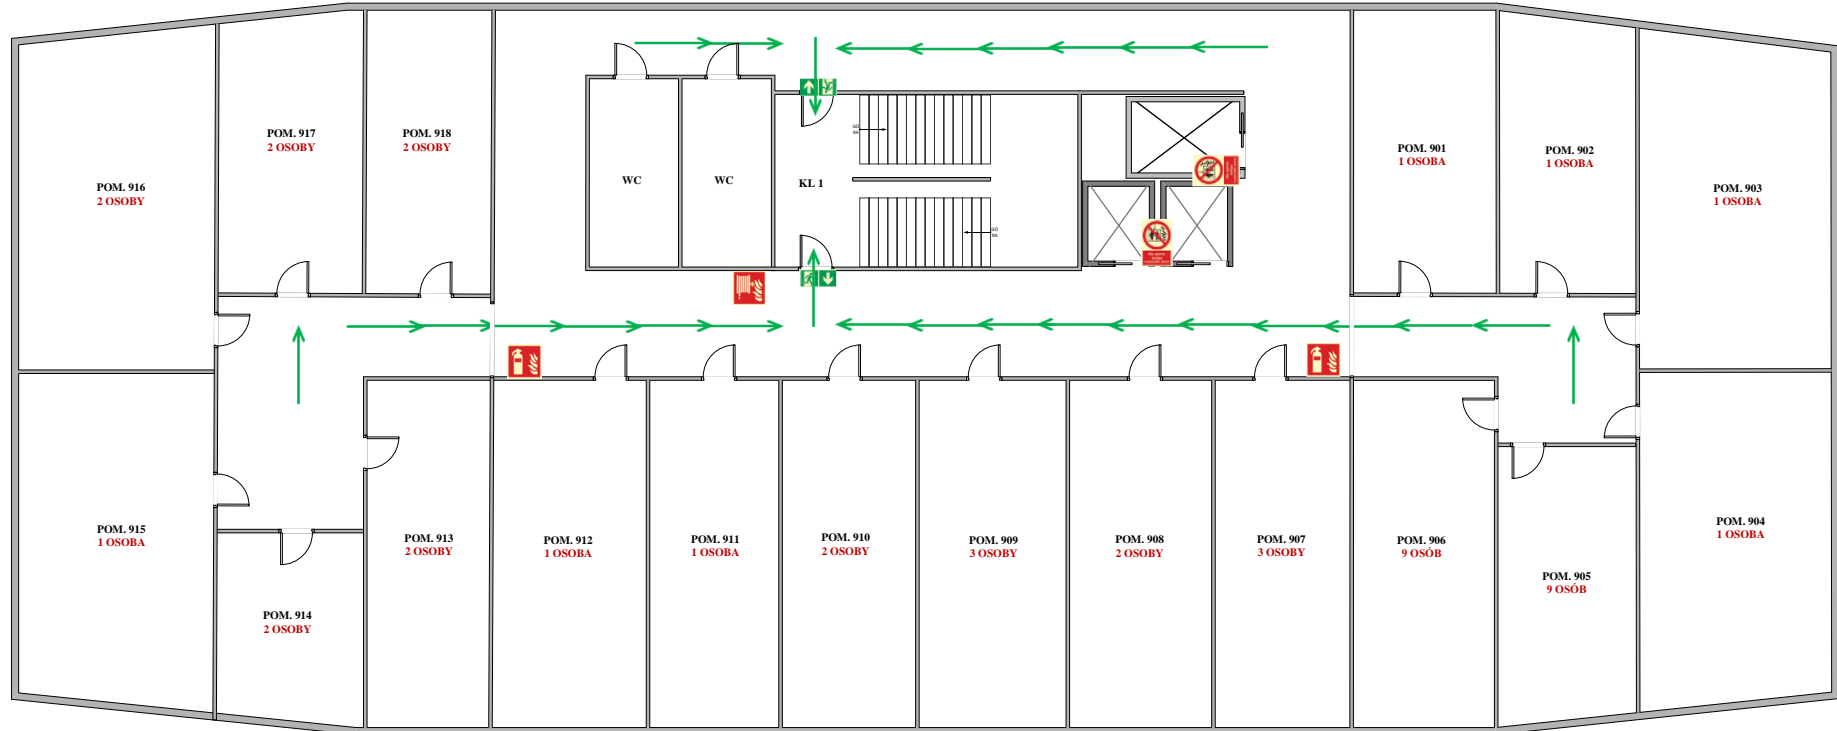 POM. 917
2 OSOBY
POM. 918
2 OSOBY
POM. 916
2 OSOBY
WC
WC
KL 1
GÓ
RA
GÓ
RA
POM. 901
1 OSOBA
POM. 902
1 OSOBA
POM. 903
1 OSOBA
POM. 915
1 OSOBA
POM. 914
2 OSOBY
POM. 913
2 OSOBY
POM. 912
1 OSOBA
POM. 911
1 OSOBA
POM. 910
2 OSOBY
POM. 909
3 OSOBY
POM. 908
2 OSOBY
POM. 907
3 OSOBY
POM. 906
9 OSÓB
POM. 905
9 OSÓB
POM. 904
1 OSOBA